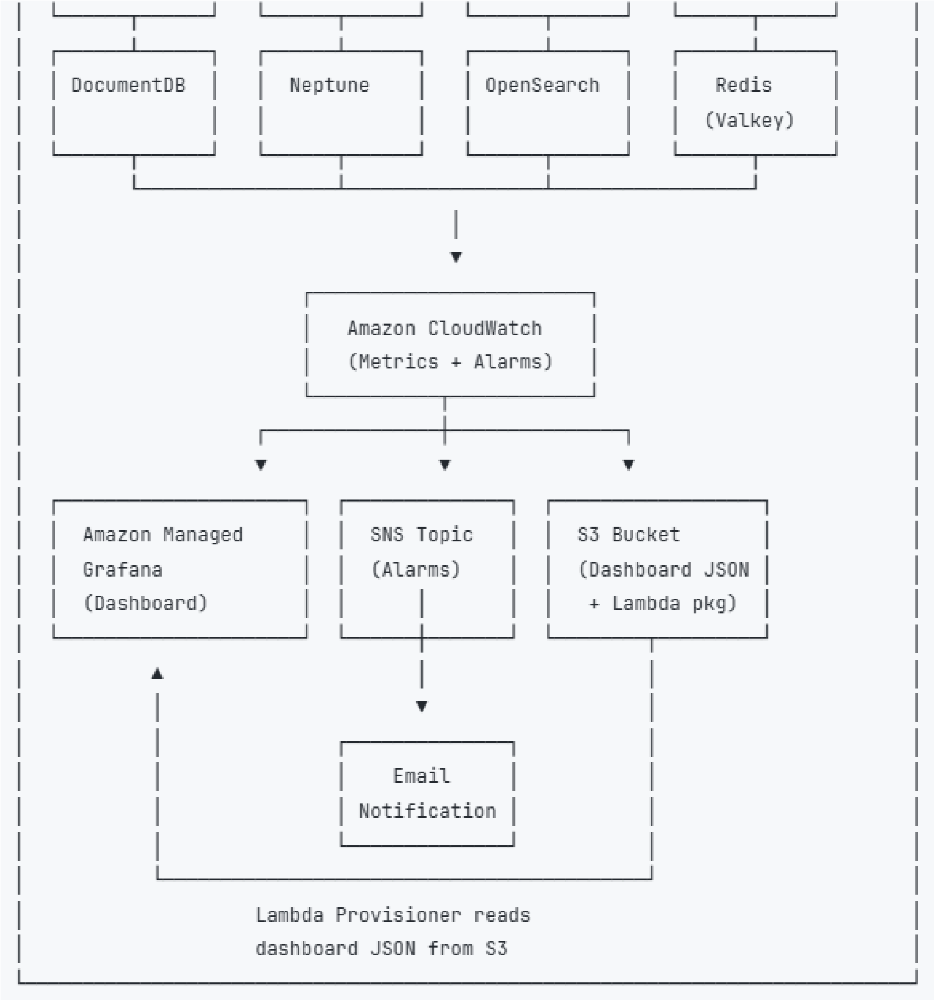 DocumentDB Neptune OpenSearch Redis
(Valkey)
Amazon CloudWatch
(Metrics + Alarms)
Amazon Managed
Grafana
(Dashboard)
SNS Topic
(Alarms)
S3 Bucket
(Dashboard JSON
+ Lambda pkg)
Email
Notification
Lambda Provisioner reads
dashboard JSON from S3